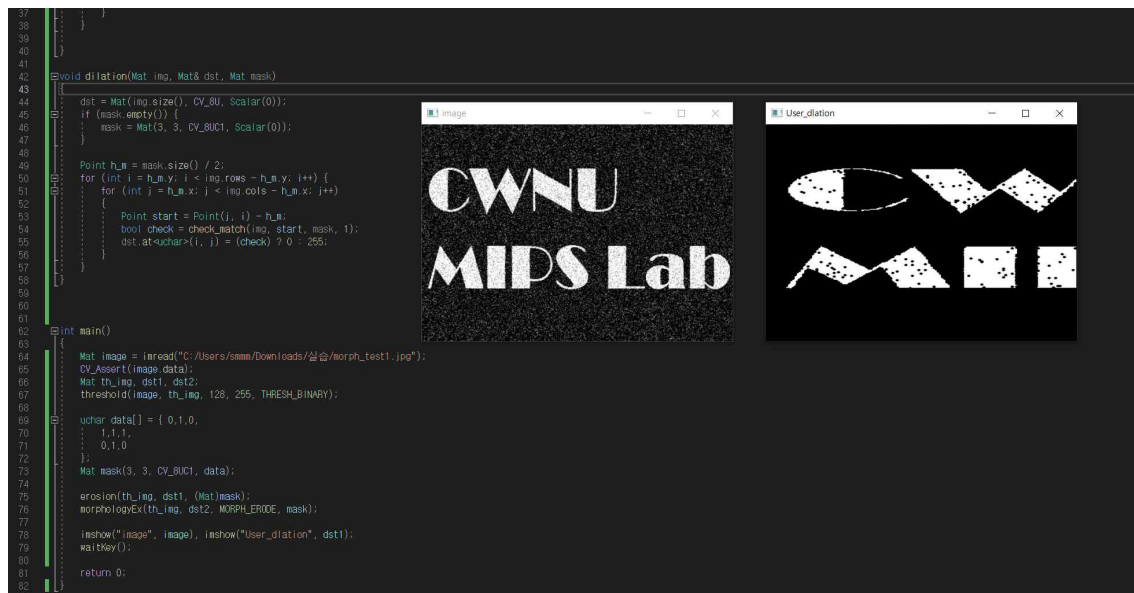 37 }
38 }
39
40 }
41
42 void dilation(Mat img, Mat& dst, Mat mask)
43 {
44 dst = Mat(img.size(), CV_8U, Scalar(0));
45 if (mask.empty()) {
46 mask = Mat(3, 3, CV_8UC1, Scalar(0));
47 }
48
49 Point h_m = mask.size() / 2;
50 for (int i = h_m.y; i < img.rows - h_m.y; i++) {
51 for (int j = h_m.x; j < img.cols - h_m.x; j++)
52 {
53 Point start = Point(j, i) - h_m;
54 bool check = check_match(img, start, mask, 1);
55 dst.at<uchar>(i, j) = (check) ? 0 : 255;
56 }
57 }
58 }
59
60
61
62 int main()
63 {
64 Mat image = imread("C:/Users/smmm/Downloads/실습/morph_test1.jpg");
65 CV_Assert(image.data);
66 Mat th_img, dst1, dst2;
67 threshold(image, th_img, 128, 255, THRESH_BINARY);
68
69 uchar data[] = { 0,1,0,
70 1,1,1,
71 0,1,0
72 };
73 Mat mask(3, 3, CV_8UC1, data);
74
75 erosion(th_img, dst1, (Mat)mask);
76 morphologyEx(th_img, dst2, MORPH_ERODE, mask);
77
78 imshow("image", image), imshow("User_dlation", dst1);
79 waitKey();
80
81 return 0;
82 }
image
CWNU
MIPS Lab
User_dlation